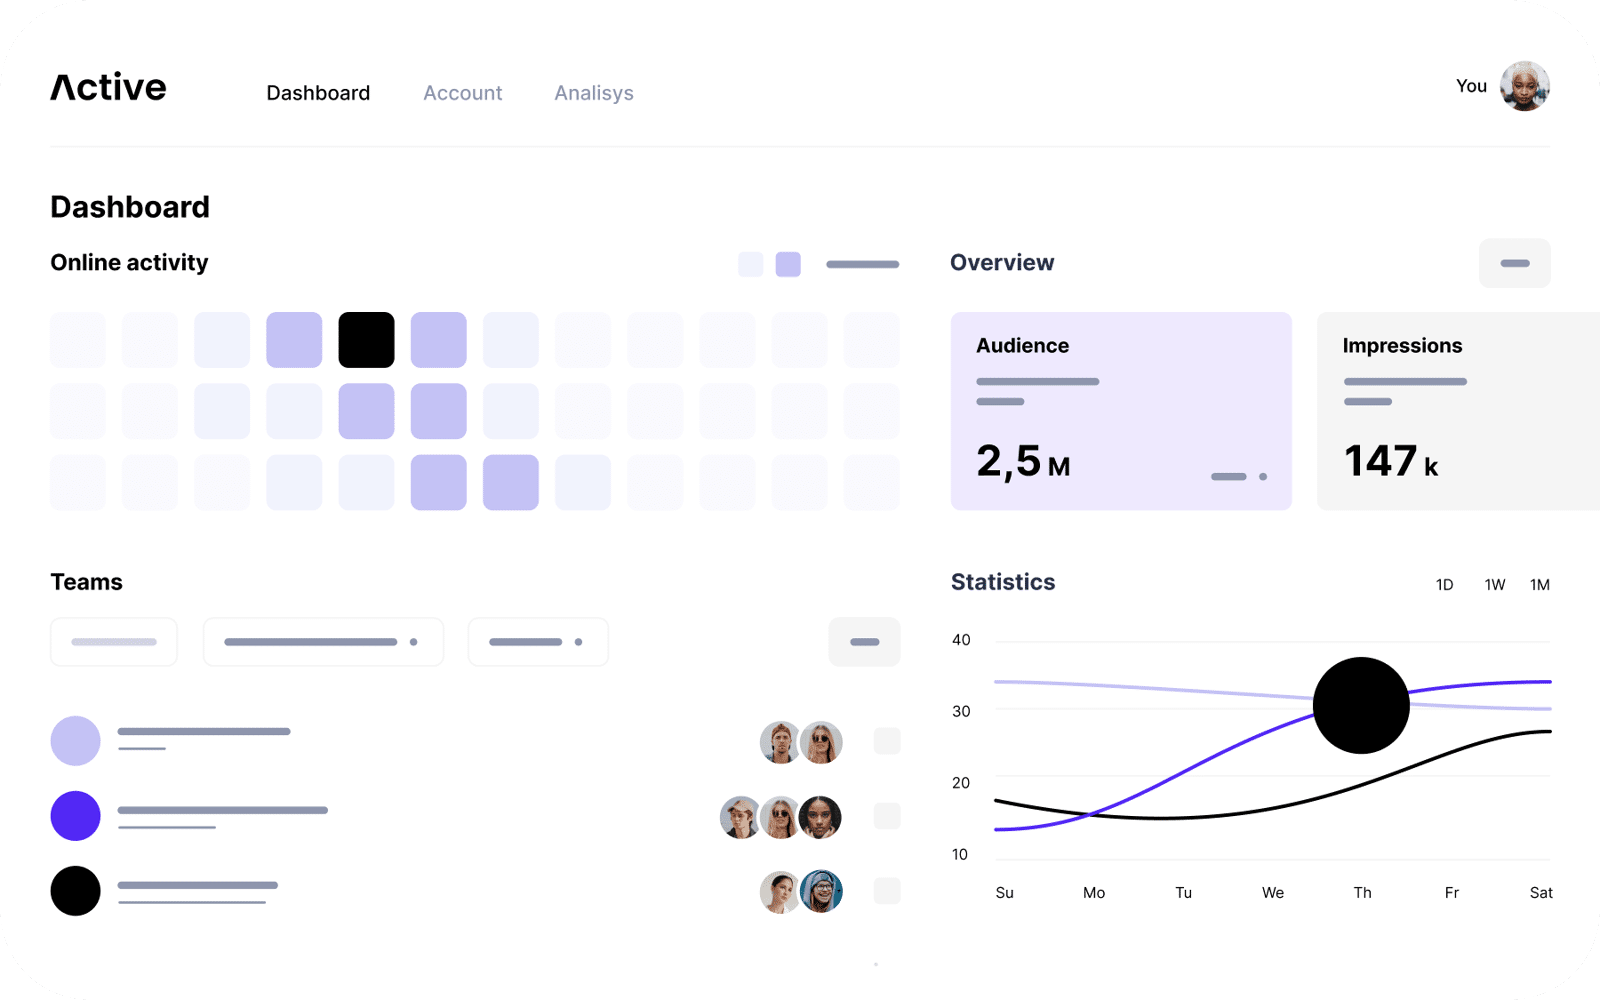 Active
Dashboard Account Analisys
You
Dashboard
Online activity
Overview
Audience
2,5 M
Impressions
147 k
Teams
Statistics
1D 1W 1M
40
30
20
10
Su Mo Tu We Th Fr Sat